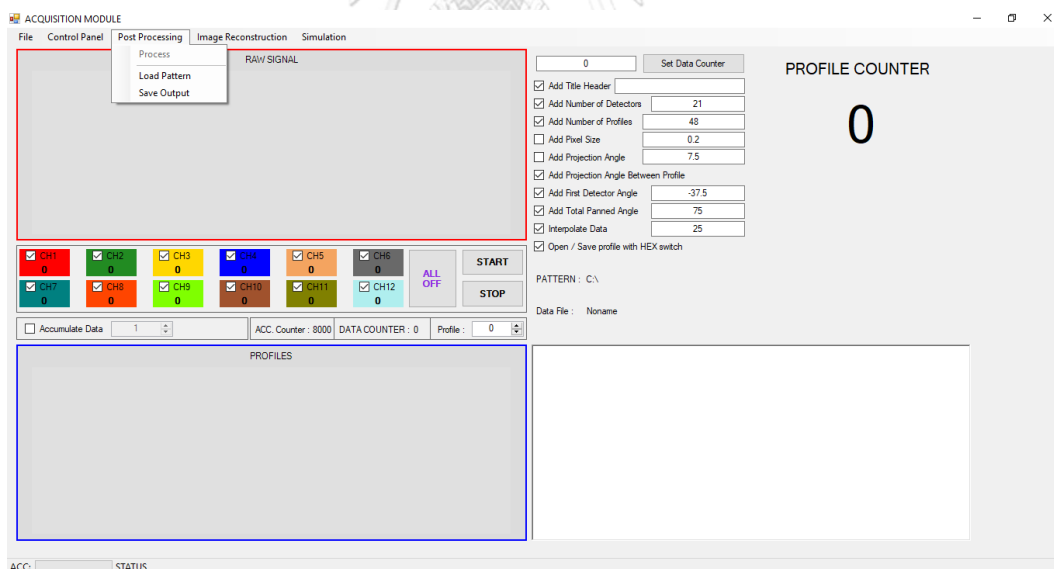 ACQUISITION MODULE
File Control Panel Post Processing Image Reconstruction Simulation
Process
Load Pattern
Save Output
RAW SIGNAL
0 Set Data Counter
Add Title Header
Add Number of Detectors 21
Add Number of Profiles 48
Add Pixel Size 0.2
Add Projection Angle 7.5
Add Projection Angle Between Profile
Add First Detector Angle -37.5
Add Total Panned Angle 75
Interpolate Data 25
Open / Save profile with HEX switch
PATTERN : C:\
Data File : Noname
PROFILE COUNTER
0
CH1 CH2 CH3 CH4 CH5 CH6
0 0 0 0 0 0
CH7 CH8 CH9 CH10 CH11 CH12
0 0 0 0 0 0
ALL
OFF
START
STOP
Accumulate Data 1 ACC. Counter : 8000 DATA COUNTER : 0 Profile : 0
PROFILES
ACC: STATUS